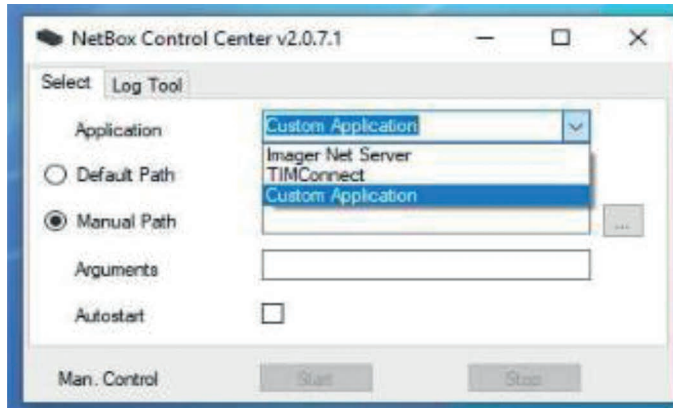 NetBox Control Center v2.0.7.1
Select Log Tool
Application Custom Application
Imager Net Server
TIMConnect
Custom Application
Default Path
Manual Path ...
Arguments
Autostart
Man. Control Start Stop